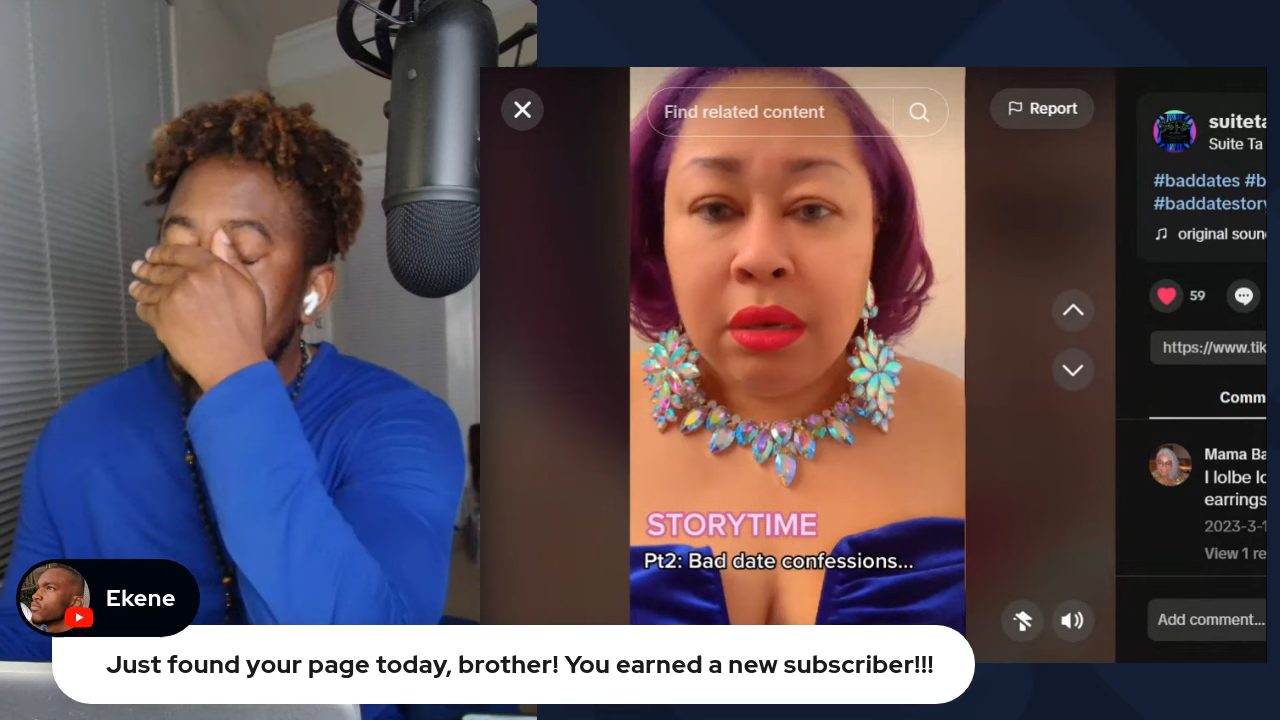 Find related content
Report
suiteta
Suite Ta
#baddates #b
#baddatestory
original soun
59
https://www.tik
Comm
Mama Ba
I lolbe lo
earrings
2023-3-1
View 1 re
Add comment...
STORYTIME
Pt2: Bad date confessions...
Ekene
Just found your page today, brother! You earned a new subscriber!!!